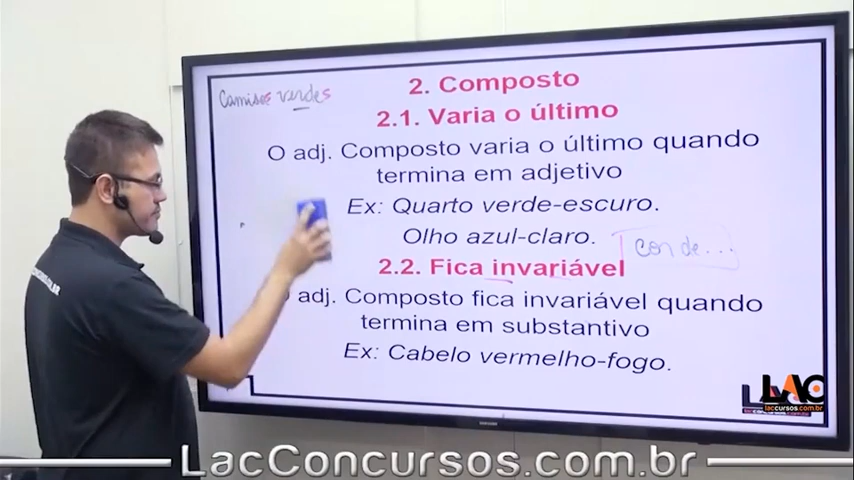 Camisas verdes
2. Composto
2.1. Varia o último
O adj. Composto varia o último quando
termina em adjetivo
Ex: Quarto verde-escuro.
Olho azul-claro.
cor de...
2.2. Fica invariável
adj. Composto fica invariável quando
termina em substantivo
Ex: Cabelo vermelho-fogo.
LAC
laccursos.com.br
LacConcursos.com.br